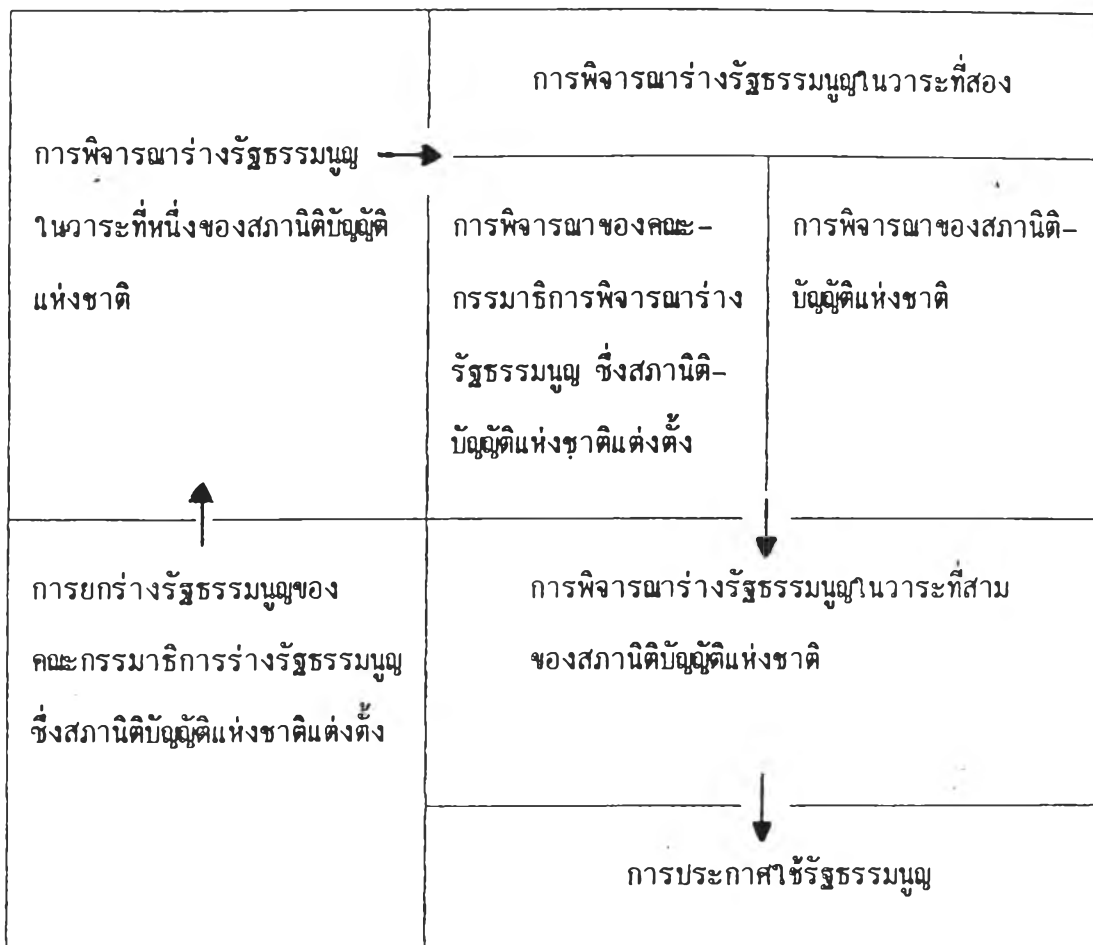 การพิจารณาร่างรัฐธรรมนูญในวาระที่สอง
การพิจารณาร่างรัฐธรรมนูญ
ในวาระที่หนึ่งของสภานิติบัญญัติ
แห่งชาติ
การพิจารณาของคณะ-
กรรมาธิการพิจารณาร่าง
รัฐธรรมนูญ ซึ่งสภานิติ-
บัญญัติแห่งชาติแต่งตั้ง
การพิจารณาของสภานิติ-
บัญญัติแห่งชาติ
การยกร่างรัฐธรรมนูญของ
คณะกรรมาธิการร่างรัฐธรรมนูญ
ซึ่งสภานิติบัญญัติแห่งชาติแต่งตั้ง
การพิจารณาร่างรัฐธรรมนูญในวาระที่สาม
ของสภานิติบัญญัติแห่งชาติ
การประกาศใช้รัฐธรรมนูญ